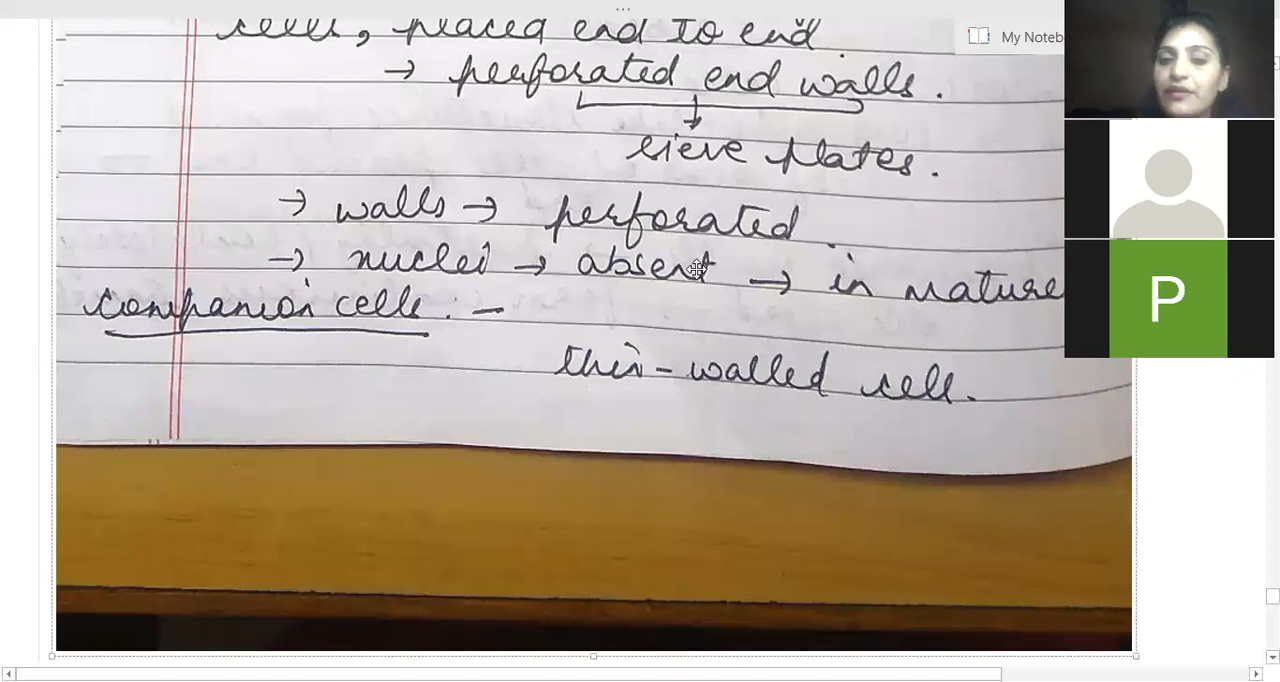 cells, placed end to end.
→ perforated end walls.
sieve plates.
→ walls → perforated.
→ nuclei → absent → in mature
companion cells :-
thin-walled cell.
My Noteb
P